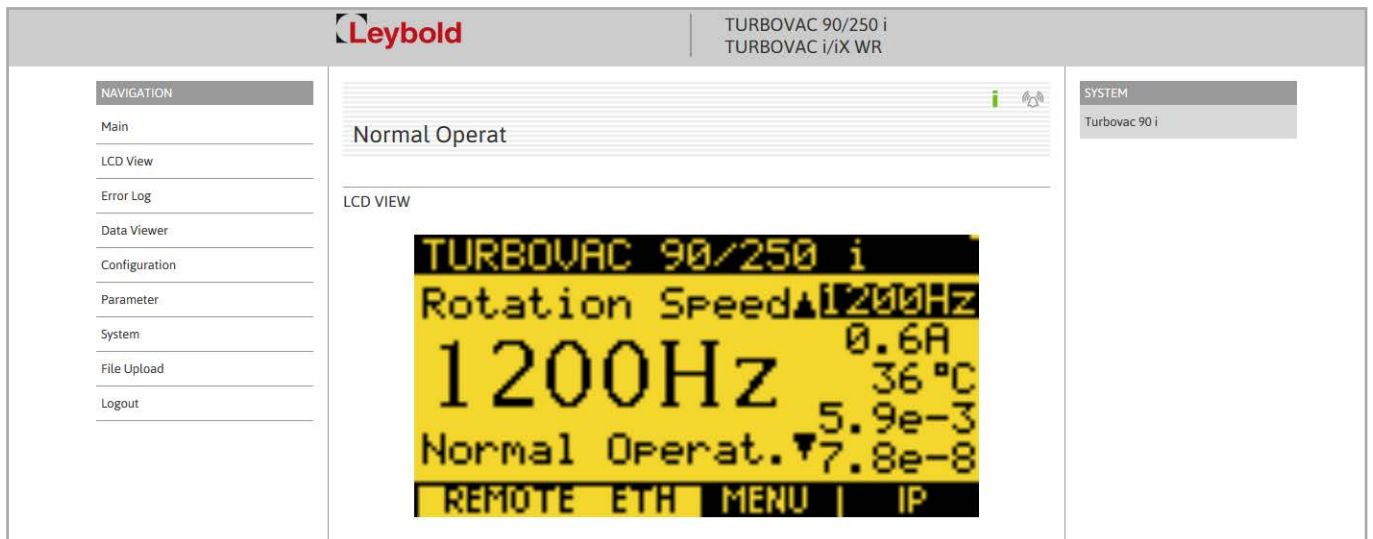 Leybold
TURBOVAC 90/250 i
TURBOVAC i/iX WR
NAVIGATION
Main
LCD View
Error Log
Data Viewer
Configuration
Parameter
System
File Upload
Logout
i
Normal Operat
LCD VIEW
TURBOVAC 90/250 i
Rotation Speed▲1200Hz
1200Hz
0.6A
36°C
5.9e-3
Normal Operat.▼7.8e-8
REMOTE ETH MENU | IP
SYSTEM
Turbovac 90 i